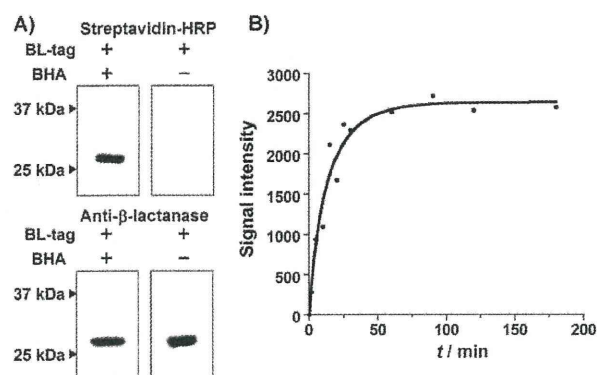 A)
Streptavidin-HRP
BL-tag + +
BHA + −
37 kDa
25 kDa
Anti-β-lactanase
BL-tag + +
BHA + −
37 kDa
25 kDa
B)
Signal intensity
3000
2500
2000
1500
1000
500
0
0 50 100 150 200
t / min